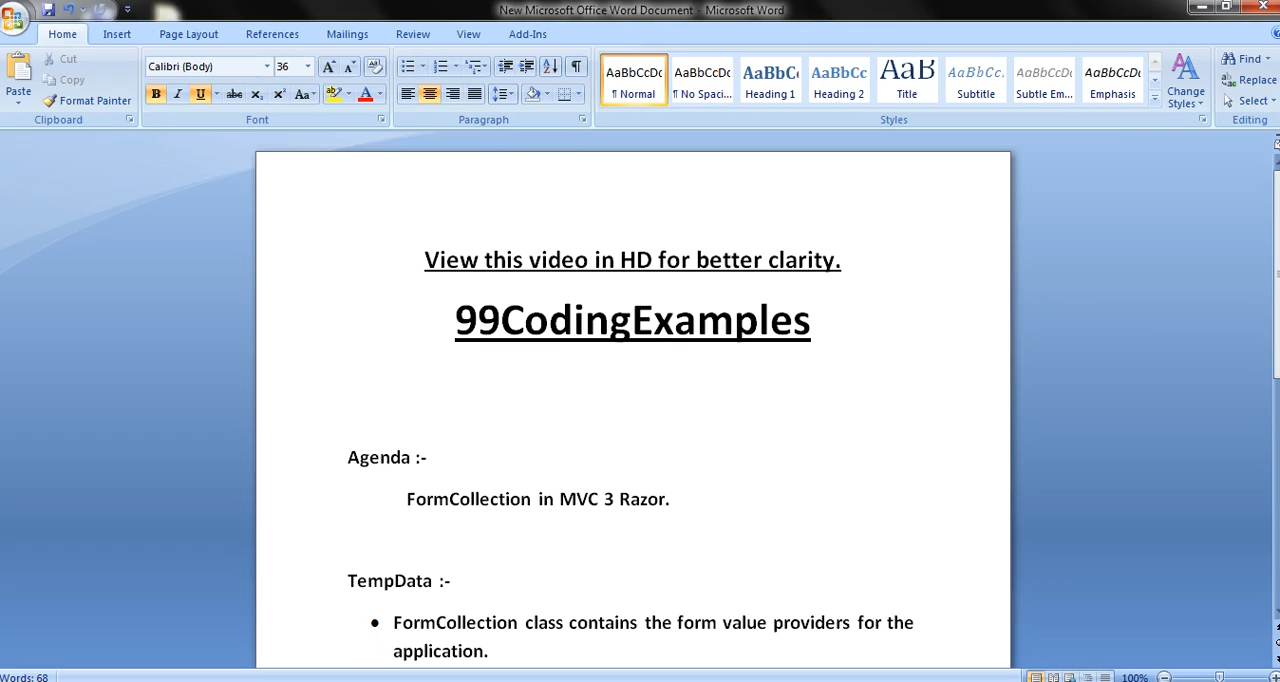 New Microsoft Office Word Document - Microsoft Word
Home Insert Page Layout References Mailings Review View Add-Ins
Paste
Cut
Copy
Format Painter
Clipboard
Calibri (Body) 36
Font
Paragraph
AaBbCcDc AaBbCcDc AaBbC AaBbCc AaB AaBbCc. AaBbCcDc AaBbCcDc
¶ Normal ¶ No Spaci... Heading 1 Heading 2 Title Subtitle Subtle Em... Emphasis
Change
Styles
Styles
Find
Replace
Select
Editing
View this video in HD for better clarity.
99CodingExamples
Agenda :-
FormCollection in MVC 3 Razor.
TempData :-
• FormCollection class contains the form value providers for the
application.
Words: 68
100%